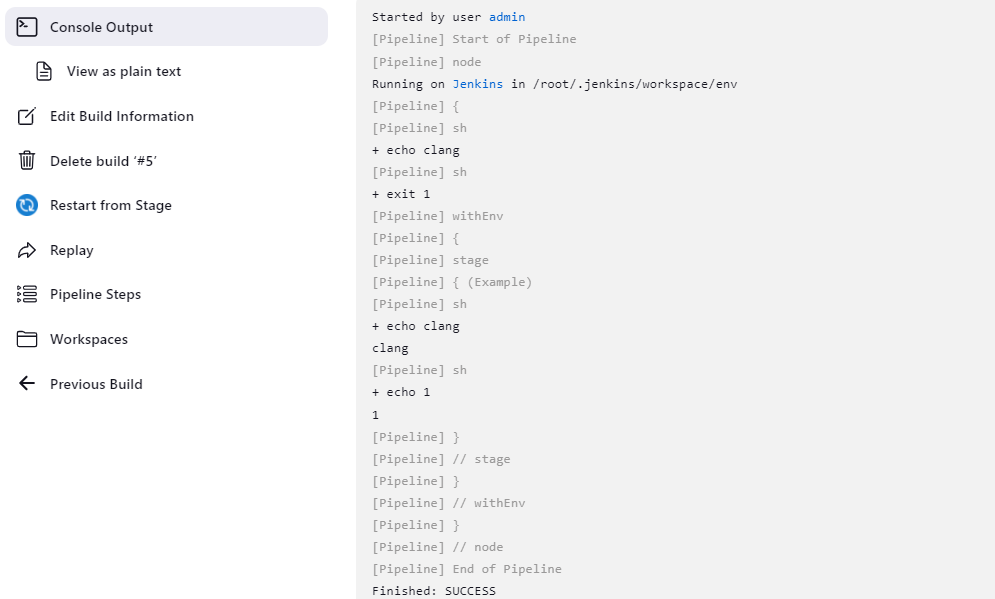 Console Output
View as plain text
Edit Build Information
Delete build ‘#5’
Restart from Stage
Replay
Pipeline Steps
Workspaces
Previous Build
Started by user admin
[Pipeline] Start of Pipeline
[Pipeline] node
Running on Jenkins in /root/.jenkins/workspace/env
[Pipeline] {
[Pipeline] sh
+ echo clang
[Pipeline] sh
+ exit 1
[Pipeline] withEnv
[Pipeline] {
[Pipeline] stage
[Pipeline] { (Example)
[Pipeline] sh
+ echo clang
clang
[Pipeline] sh
+ echo 1
1
[Pipeline] }
[Pipeline] // stage
[Pipeline] }
[Pipeline] // withEnv
[Pipeline] }
[Pipeline] // node
[Pipeline] End of Pipeline
Finished: SUCCESS